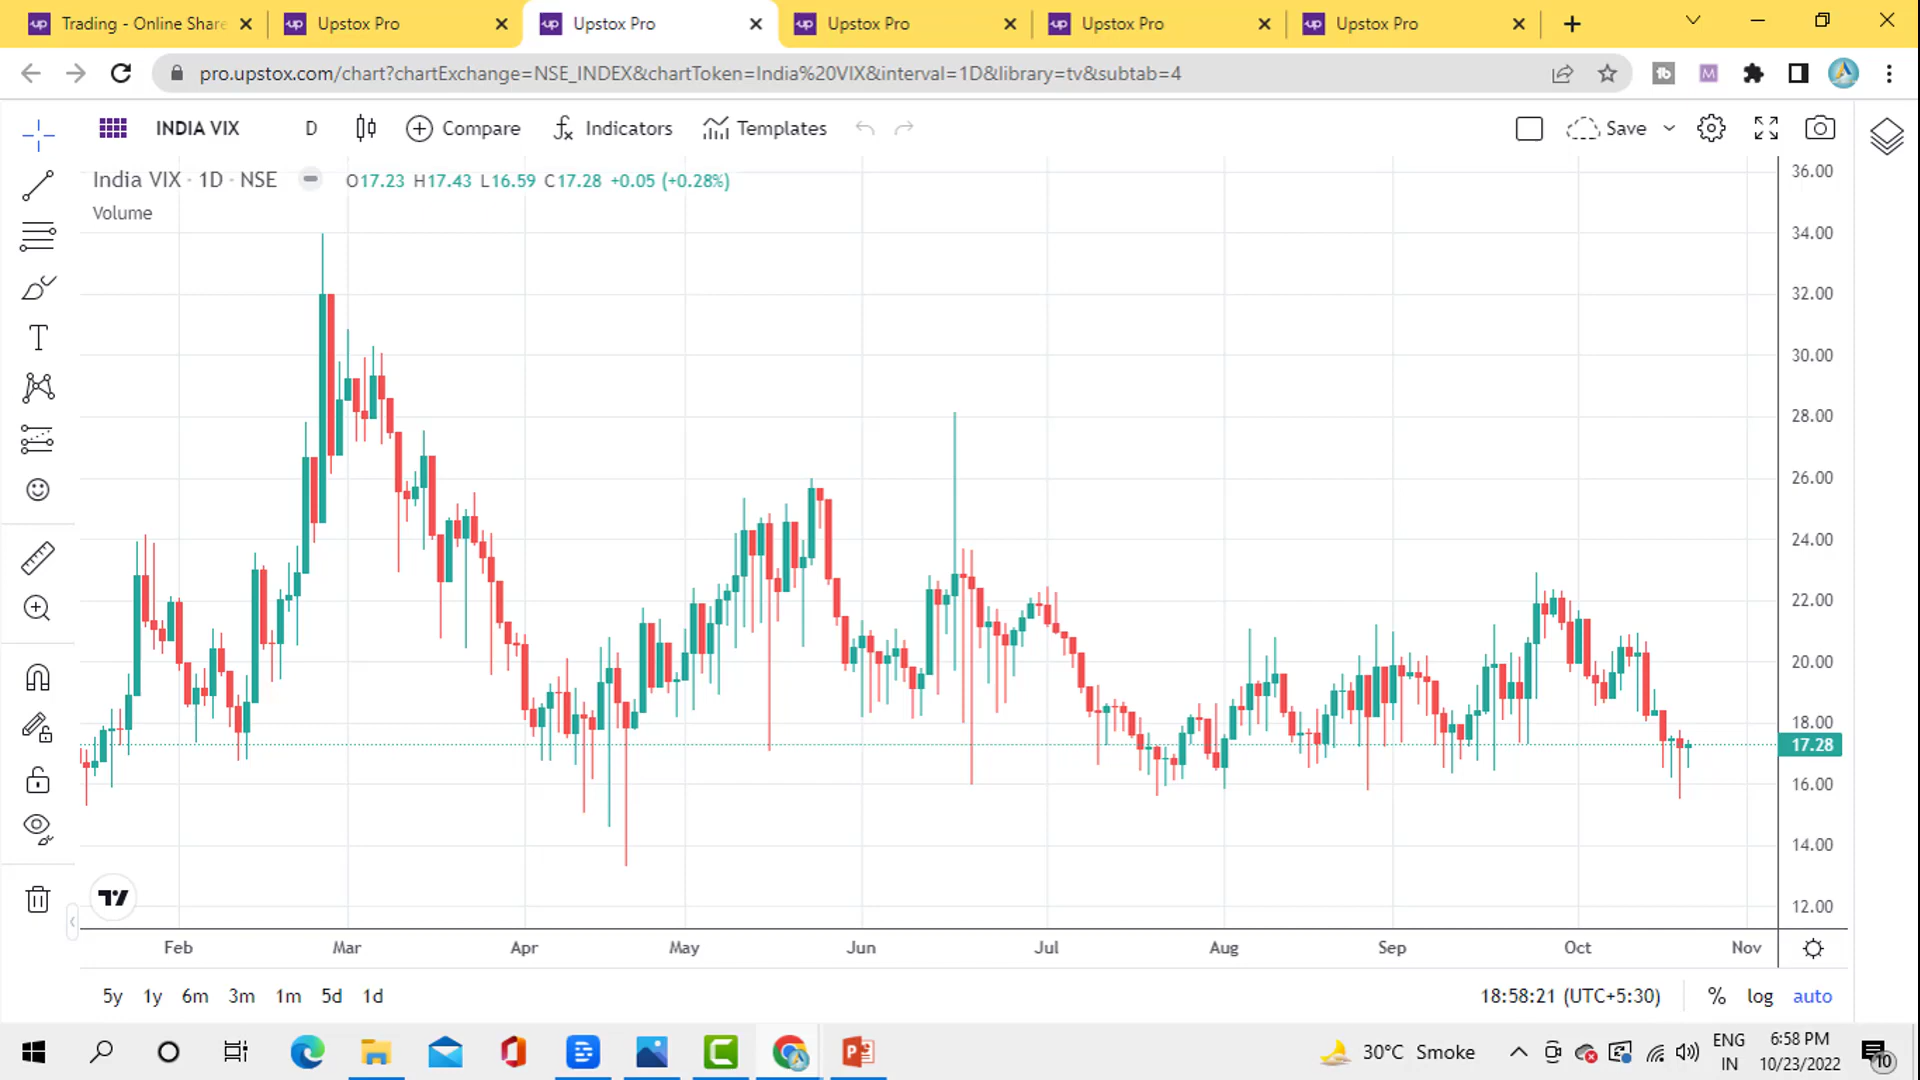 Trading - Online Share
Upstox Pro
Upstox Pro
Upstox Pro
Upstox Pro
Upstox Pro
pro.upstox.com/chart?chartExchange=NSE_INDEX&chartToken=India%20VIX&interval=1D&library=tv&subtab=4
INDIA VIX D Compare Indicators Templates Save
India VIX · 1D · NSE O17.23 H17.43 L16.59 C17.28 +0.05 (+0.28%)
Volume
36.00
34.00
32.00
30.00
28.00
26.00
24.00
22.00
20.00
18.00
17.28
16.00
14.00
12.00
Feb Mar Apr May Jun Jul Aug Sep Oct Nov
5y 1y 6m 3m 1m 5d 1d 18:58:21 (UTC+5:30) % log auto
30°C Smoke
ENG
IN
6:58 PM
10/23/2022
10